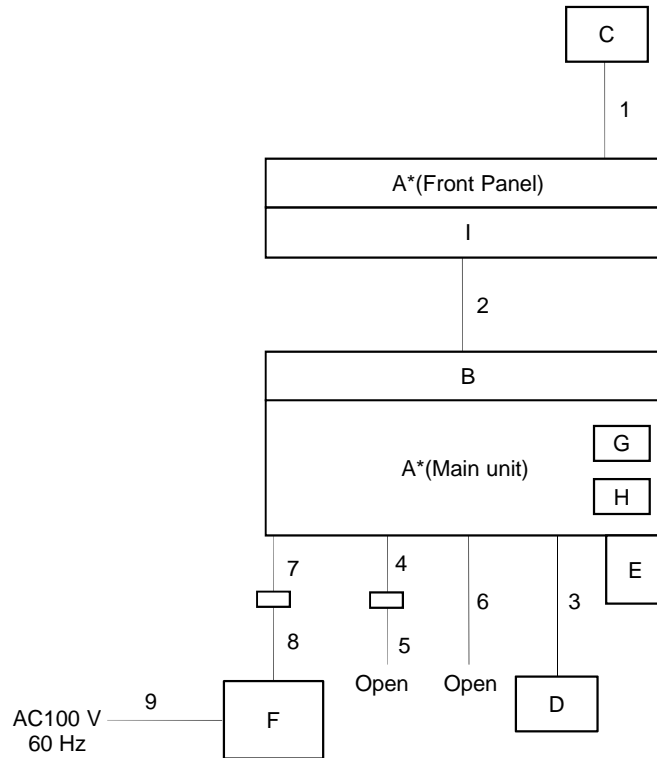 C
1
A*(Front Panel)
I
2
B
G
A*(Main unit)
H
7
4
E
6
3
8
5
Open
Open
9
F
D
AC100 V
60 Hz